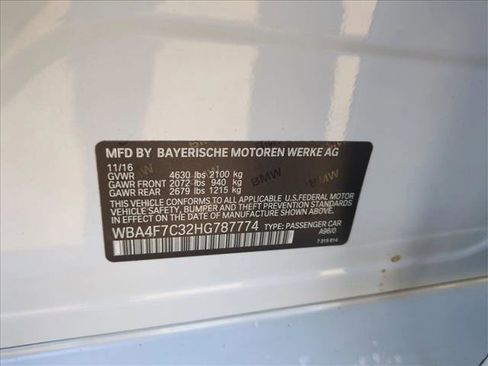 MFD BY BAYERISCHE MOTOREN WERKE AG
11/16
GVWR 4630 lbs 2100 kg
GAWR FRONT 2072 lbs 940 kg
GAWR REAR 2679 lbs 1215 kg
THIS VEHICLE CONFORMS TO ALL APPLICABLE U.S.FEDERAL MOTOR
VEHICLE SAFETY, BUMPER AND THEFT PREVENTION STANDARDS IN
EFFECT ON THE DATE OF MANUFACTURE SHOWN ABOVE.
WBA4F7C32HG787774 TYPE: PASSENGER CAR
A96/0